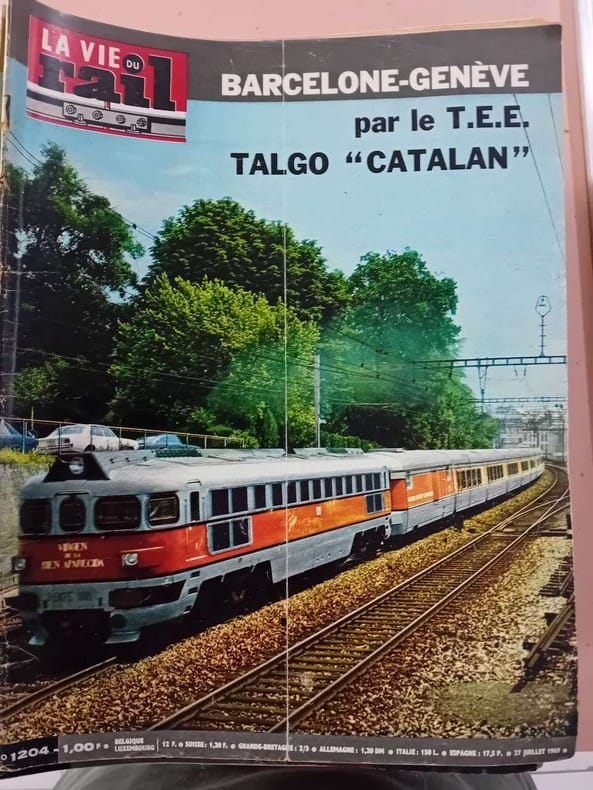 LA VIE DU
rail
BARCELONE-GENÈVE
par le T.E.E.
TALGO “CATALAN”
VIRGEN
DE LA
BIEN APARECIDA
1204 - 1,00 F • BELGIQUE LUXEMBOURG } 12 F. • SUISSE : 1,20 F. • GRANDE-BRETAGNE : 2/3 • ALLEMAGNE : 1,20 DM • ITALIE : 150 L. • ESPAGNE : 17,5 P. • 27 JUILLET 1969 •